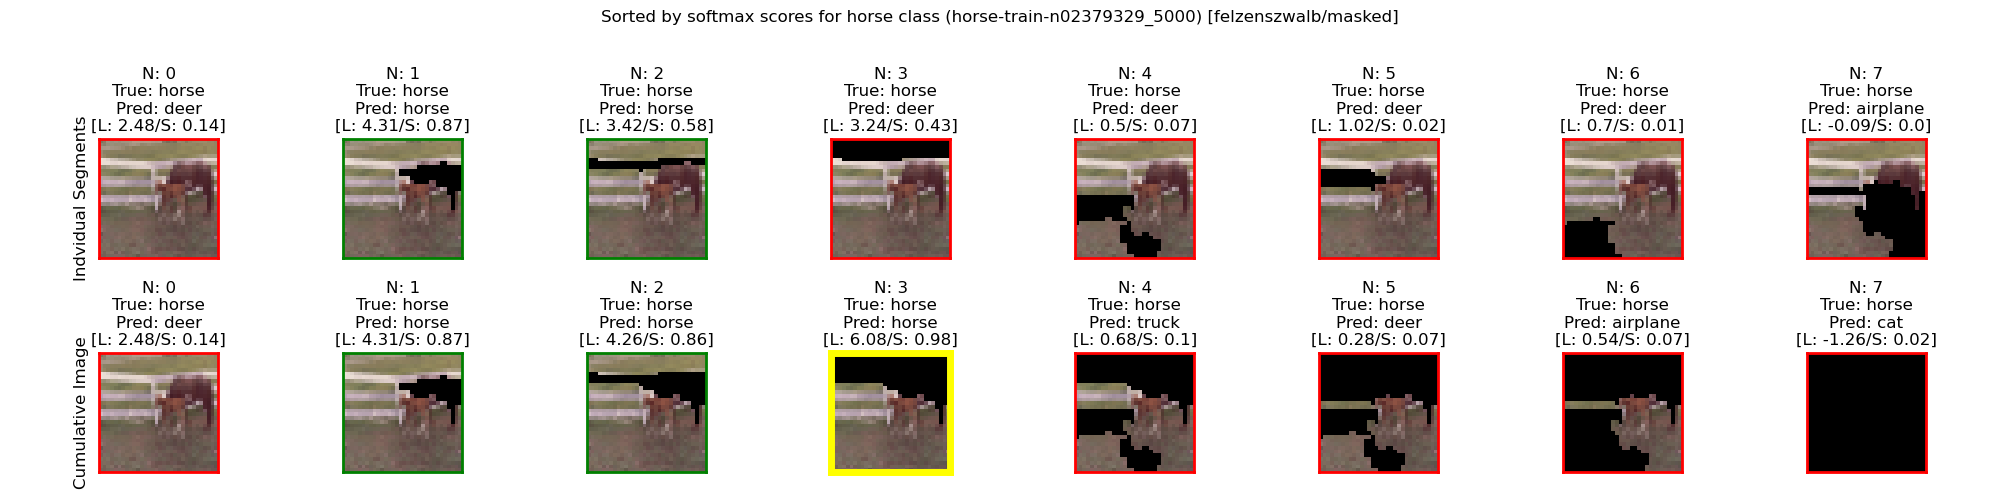 Sorted by softmax scores for horse class (horse-train-n02379329_5000) [felzenszwalb/masked]
Indvidual Segments
N: 0
True: horse
Pred: deer
[L: 2.48/S: 0.14]
N: 1
True: horse
Pred: horse
[L: 4.31/S: 0.87]
N: 2
True: horse
Pred: horse
[L: 3.42/S: 0.58]
N: 3
True: horse
Pred: deer
[L: 3.24/S: 0.43]
N: 4
True: horse
Pred: deer
[L: 0.5/S: 0.07]
N: 5
True: horse
Pred: deer
[L: 1.02/S: 0.02]
N: 6
True: horse
Pred: deer
[L: 0.7/S: 0.01]
N: 7
True: horse
Pred: airplane
[L: -0.09/S: 0.0]
Cumulative Image
N: 0
True: horse
Pred: deer
[L: 2.48/S: 0.14]
N: 1
True: horse
Pred: horse
[L: 4.31/S: 0.87]
N: 2
True: horse
Pred: horse
[L: 4.26/S: 0.86]
N: 3
True: horse
Pred: horse
[L: 6.08/S: 0.98]
N: 4
True: horse
Pred: truck
[L: 0.68/S: 0.1]
N: 5
True: horse
Pred: deer
[L: 0.28/S: 0.07]
N: 6
True: horse
Pred: airplane
[L: 0.54/S: 0.07]
N: 7
True: horse
Pred: cat
[L: -1.26/S: 0.02]